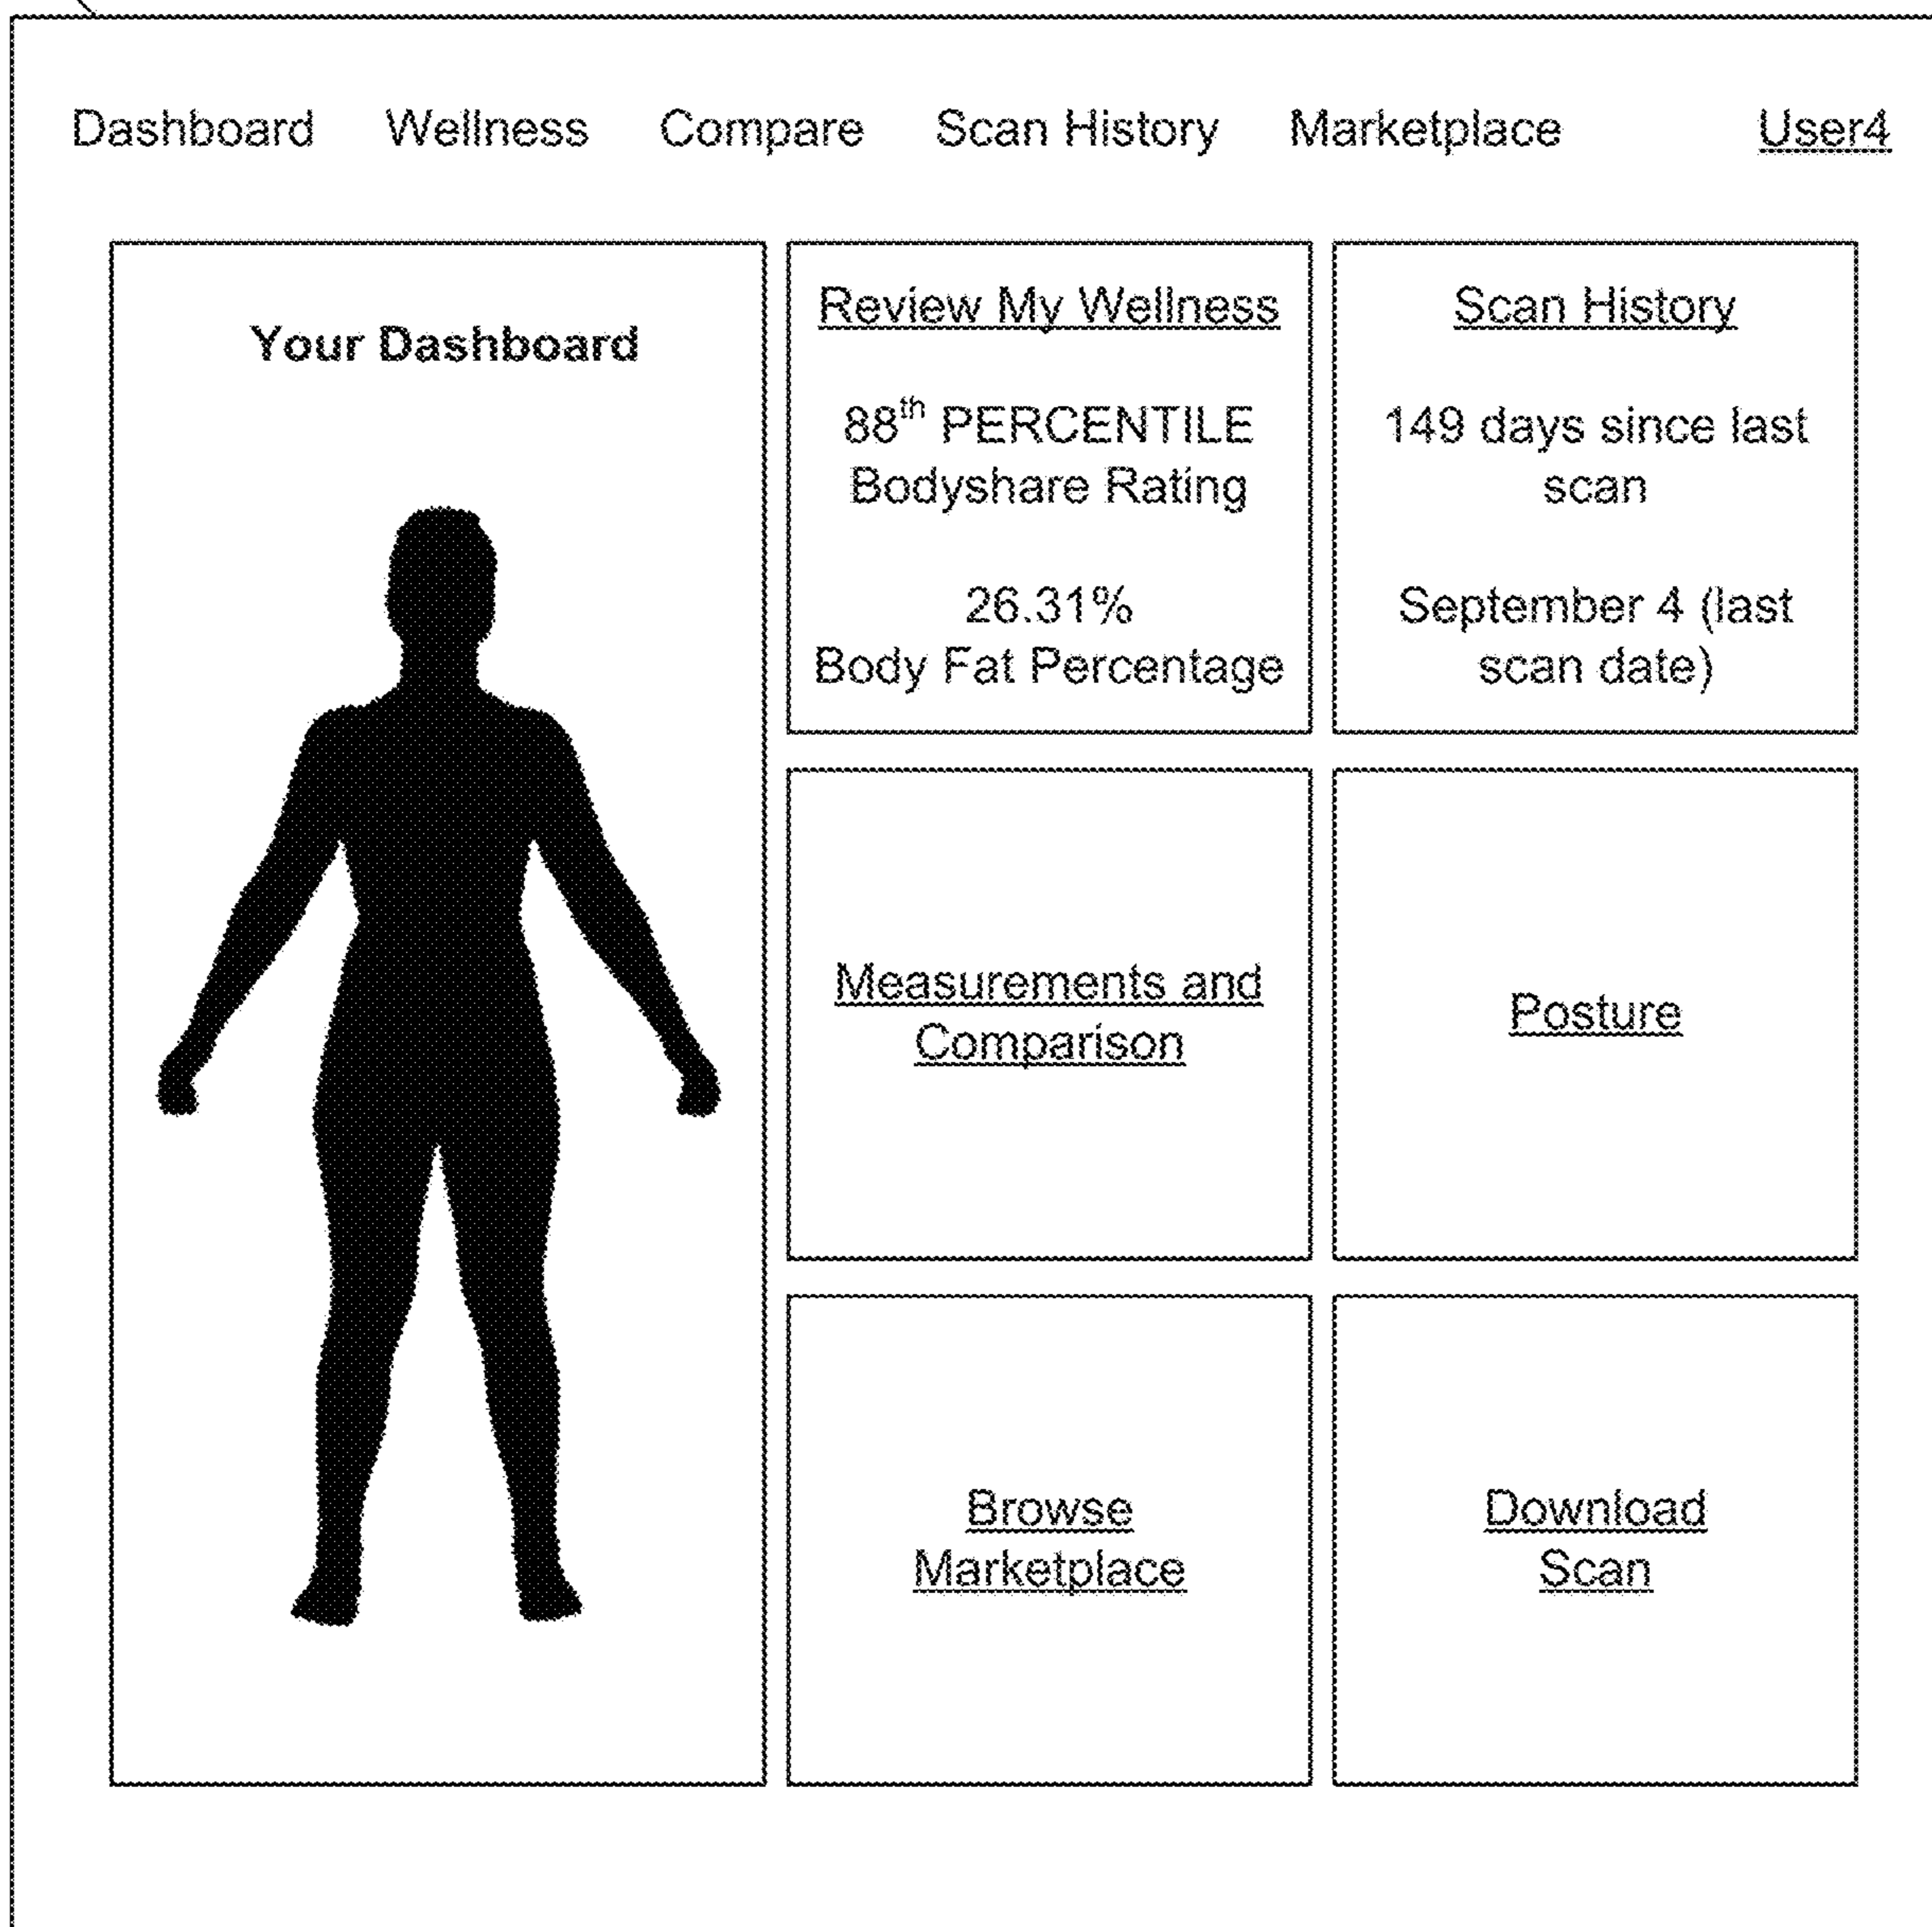 Dashboard Wellness Compare Scan History Marketplace User4
Your Dashboard
Review My Wellness
88th PERCENTILE
Bodyshare Rating
26.31%
Body Fat Percentage
Scan History
149 days since last
scan
September 4 (last
scan date)
Measurements and
Comparison
Posture
Browse
Marketplace
Download
Scan